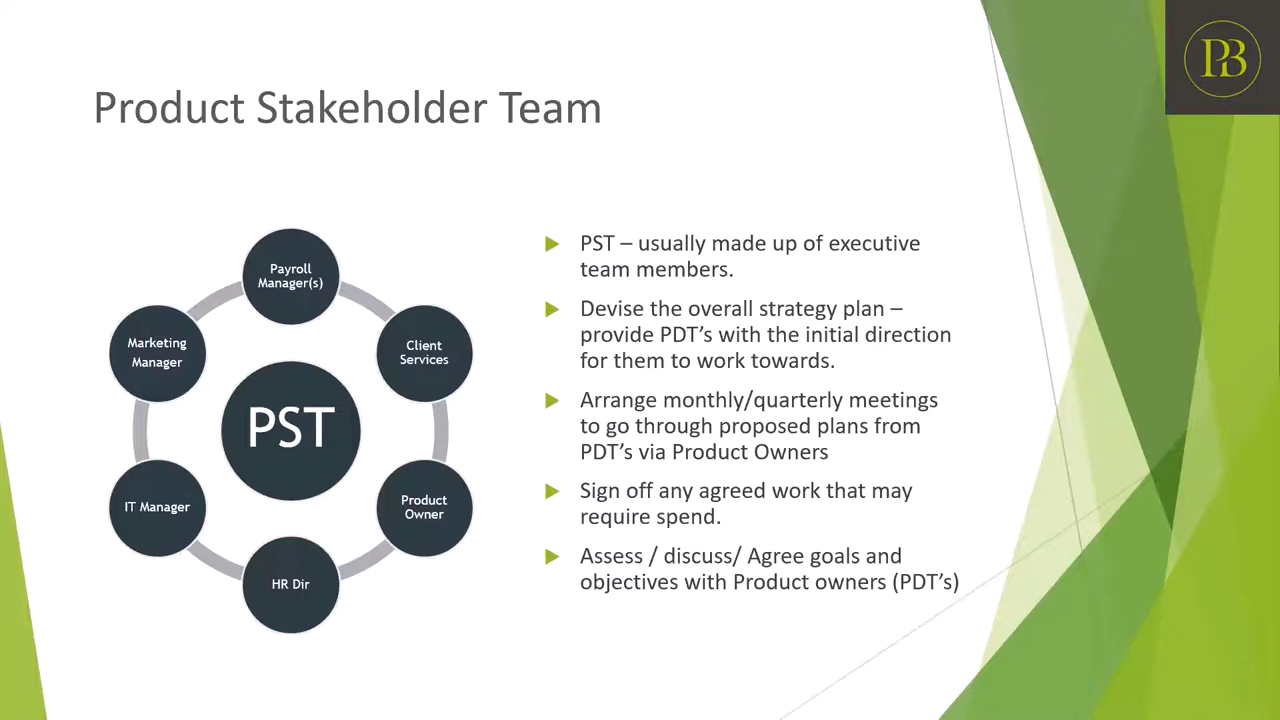 PB
Product Stakeholder Team
Payroll
Manager(s)
Marketing
Manager
Client
Services
PST
IT Manager
Product
Owner
HR Dir
PST – usually made up of executive
team members.
Devise the overall strategy plan –
provide PDT’s with the initial direction
for them to work towards.
Arrange monthly/quarterly meetings
to go through proposed plans from
PDT’s via Product Owners
Sign off any agreed work that may
require spend.
Assess / discuss/ Agree goals and
objectives with Product owners (PDT’s)